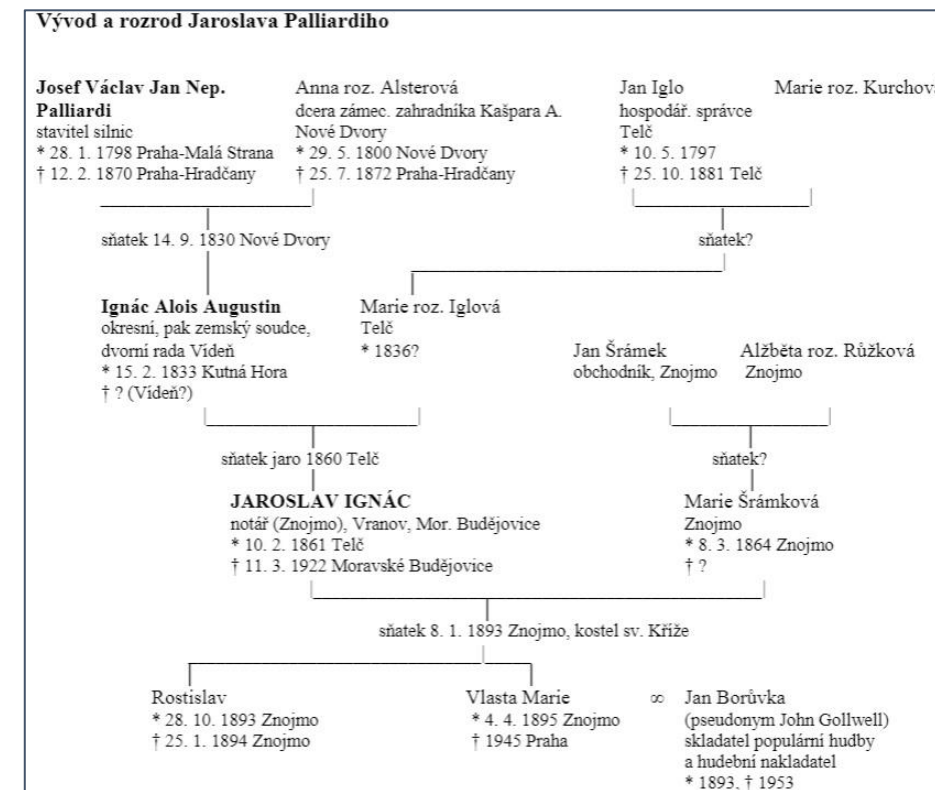 Vývod a rozrod Jaroslava Palliardiho
Josef Václav Jan Nep.
Palliardi
stavitel silnic
* 28. 1. 1798 Praha-Malá Strana
† 12. 2. 1870 Praha-Hradčany
Anna roz. Alsterová
dcera zámec. zahradníka Kašpara A.
Nové Dvory
* 29. 5. 1800 Nové Dvory
† 25. 7. 1872 Praha-Hradčany
Jan Iglo
hospodář. správce
Telč
* 10. 5. 1797
† 25. 10. 1881 Telč
Marie roz. Kurchov
sňatek 14. 9. 1830 Nové Dvory
sňatek?
Ignác Alois Augustin
okresní, pak zemský soudce,
dvorní rada Vídeň
* 15. 2. 1833 Kutná Hora
† ? (Vídeň?)
Marie roz. Iglová
Telč
* 1836?
Jan Šrámek
obchodník, Znojmo
Alžběta roz. Růžková
Znojmo
sňatek jaro 1860 Telč
sňatek?
JAROSLAV IGNÁC
notář (Znojmo), Vranov, Mor. Budějovice
* 10. 2. 1861 Telč
† 11. 3. 1922 Moravské Budějovice
Marie Šrámková
Znojmo
* 8. 3. 1864 Znojmo
† ?
sňatek 8. 1. 1893 Znojmo, kostel sv. Kříže
Rostislav
* 28. 10. 1893 Znojmo
† 25. 1. 1894 Znojmo
Vlasta Marie
* 4. 4. 1895 Znojmo
† 1945 Praha
∞ Jan Borůvka
(pseudonym John Gollwell)
skladatel populární hudby
a hudební nakladatel
* 1893, † 1953